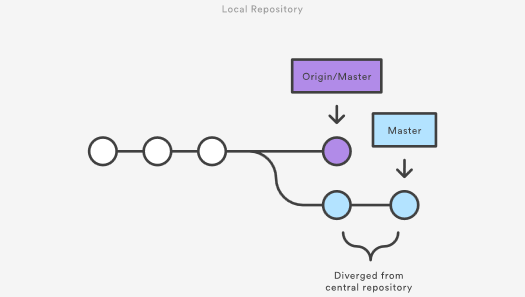 Local Repository
Origin/Master
Master
Diverged from
central repository